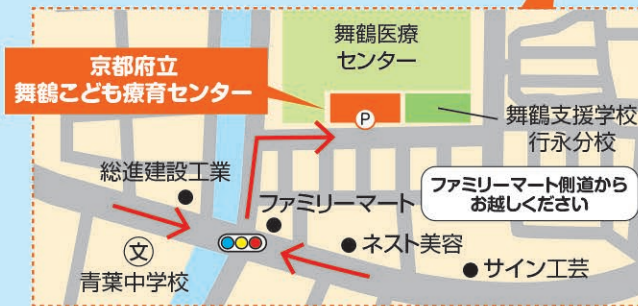 舞鶴医療
センター
京都府立
舞鶴こども療育センター
P
舞鶴支援学校
行永分校
総進建設工業
ファミリーマート
ファミリーマート側道から
お越しください
文
青葉中学校
ネスト美容
サイン工芸